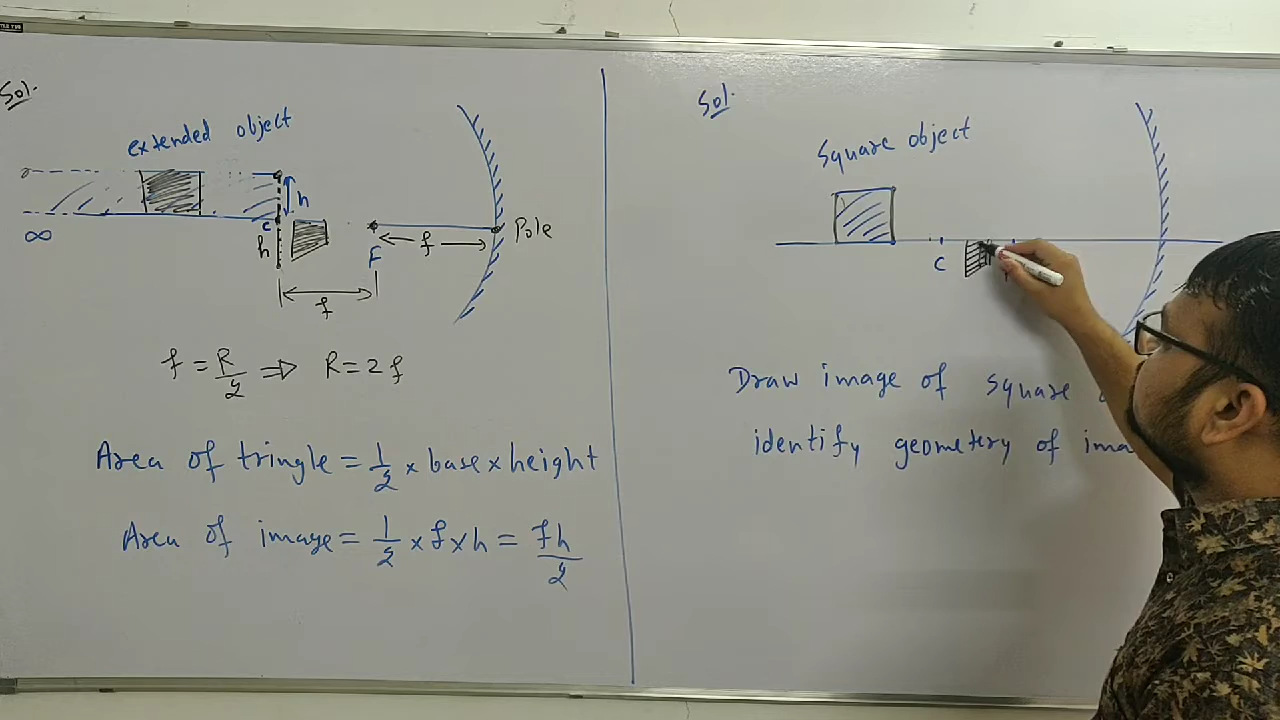 Sol.
extended object
h
c
∞
h
F
f
Pole
f
f = R/2 ⇒ R = 2f
Area of tringle = 1/2 × base × height
Area of image = 1/2 × f × h = fh/2
Sol.
Square object
C
Draw image of square
identify geometery of ima